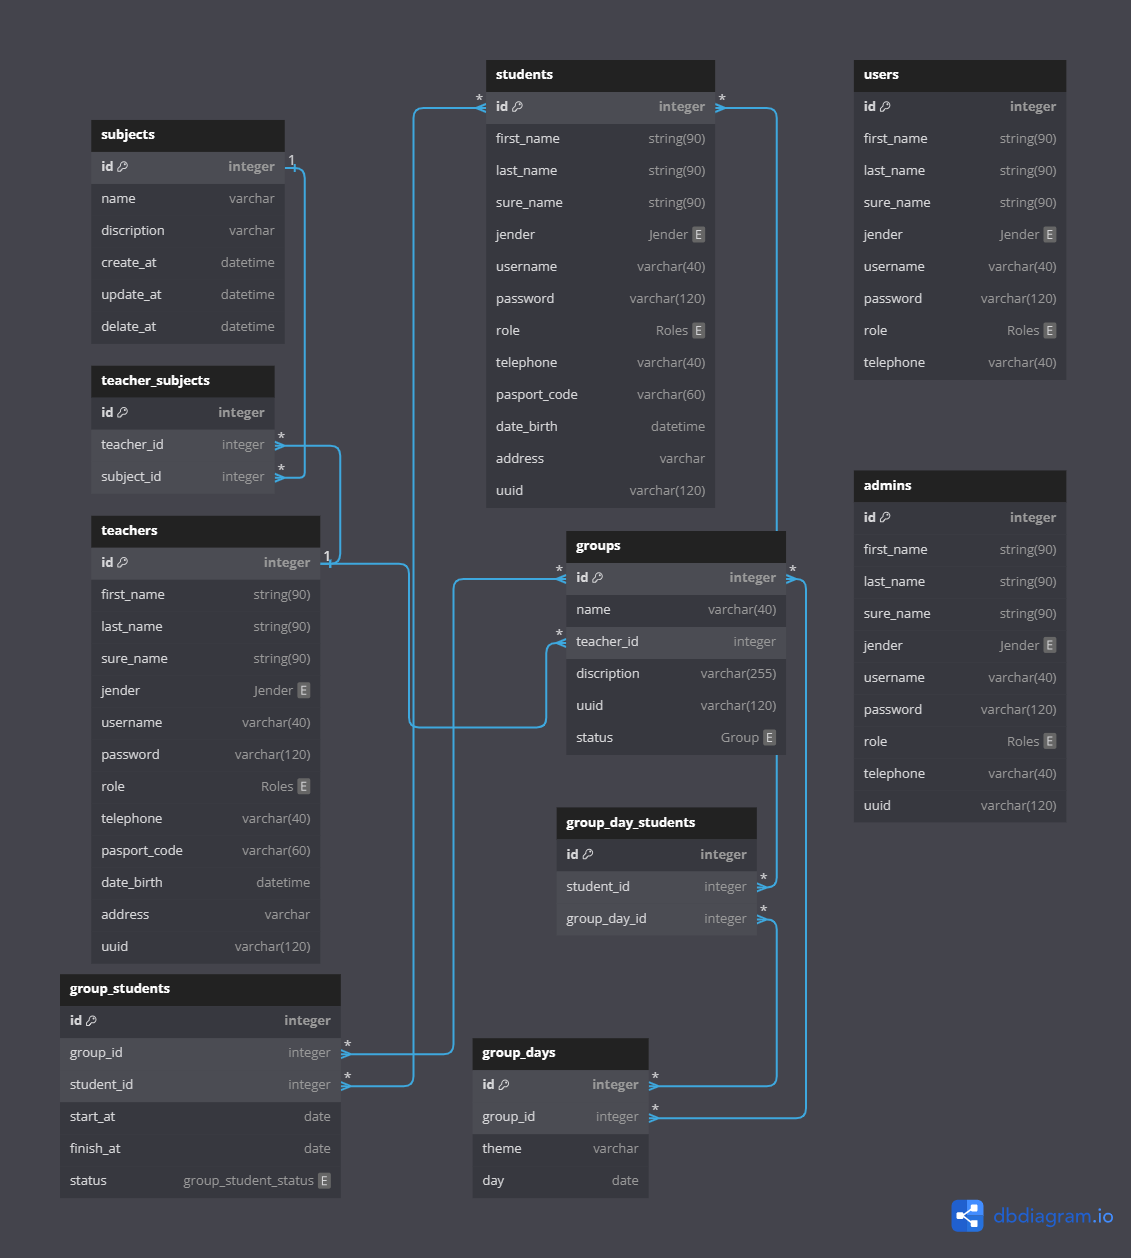 subjects
id integer
name varchar
discription varchar
create_at datetime
update_at datetime
delate_at datetime
1
teacher_subjects
id integer
teacher_id integer
*
subject_id integer
*
teachers
id integer
1
first_name string(90)
last_name string(90)
sure_name string(90)
jender Jender E
username varchar(40)
password varchar(120)
role Roles E
telephone varchar(40)
pasport_code varchar(60)
date_birth datetime
address varchar
uuid varchar(120)
group_students
id integer
group_id integer
*
student_id integer
*
start_at date
finish_at date
status group_student_status E
students
*
id integer
*
first_name string(90)
last_name string(90)
sure_name string(90)
jender Jender E
username varchar(40)
password varchar(120)
role Roles E
telephone varchar(40)
pasport_code varchar(60)
date_birth datetime
address varchar
uuid varchar(120)
groups
*
id integer
*
name varchar(40)
*
teacher_id integer
discription varchar(255)
uuid varchar(120)
status Group E
group_day_students
id integer
student_id integer
*
group_day_id integer
*
group_days
id integer
*
group_id integer
*
theme varchar
day date
users
id integer
first_name string(90)
last_name string(90)
sure_name string(90)
jender Jender E
username varchar(40)
password varchar(120)
role Roles E
telephone varchar(40)
admins
id integer
first_name string(90)
last_name string(90)
sure_name string(90)
jender Jender E
username varchar(40)
password varchar(120)
role Roles E
telephone varchar(40)
uuid varchar(120)
dbdiagram.io